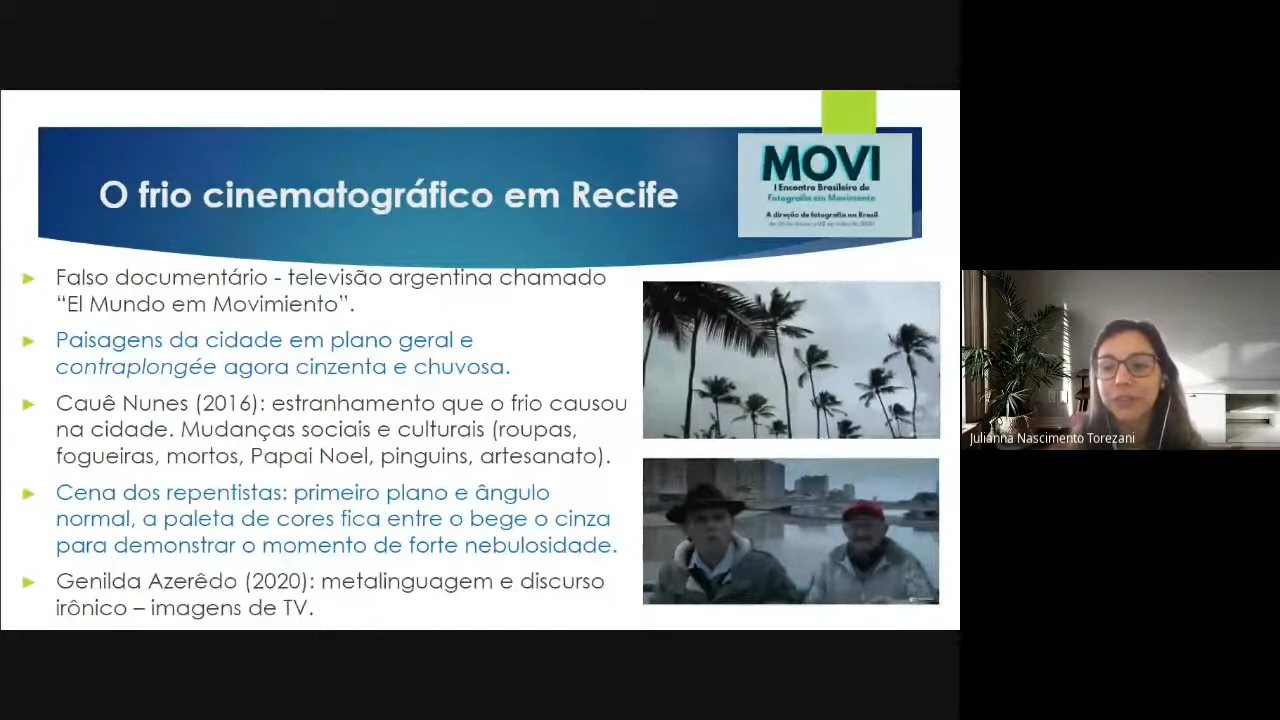 O frio cinematográfico em Recife
MOVI
I Encontro Brasileiro de
Fotografia em Movimento
A direção de fotografia no Brasil
Falso documentário - televisão argentina chamado
“El Mundo em Movimiento”.
Paisagens da cidade em plano geral e
contraplongée agora cinzenta e chuvosa.
Cauê Nunes (2016): estranhamento que o frio causou
na cidade. Mudanças sociais e culturais (roupas,
fogueiras, mortos, Papai Noel, pinguins, artesanato).
Cena dos repentistas: primeiro plano e ângulo
normal, a paleta de cores fica entre o bege o cinza
para demonstrar o momento de forte nebulosidade.
Genilda Azerêdo (2020): metalinguagem e discurso
irônico – imagens de TV.
Julianna Nascimento Torezani